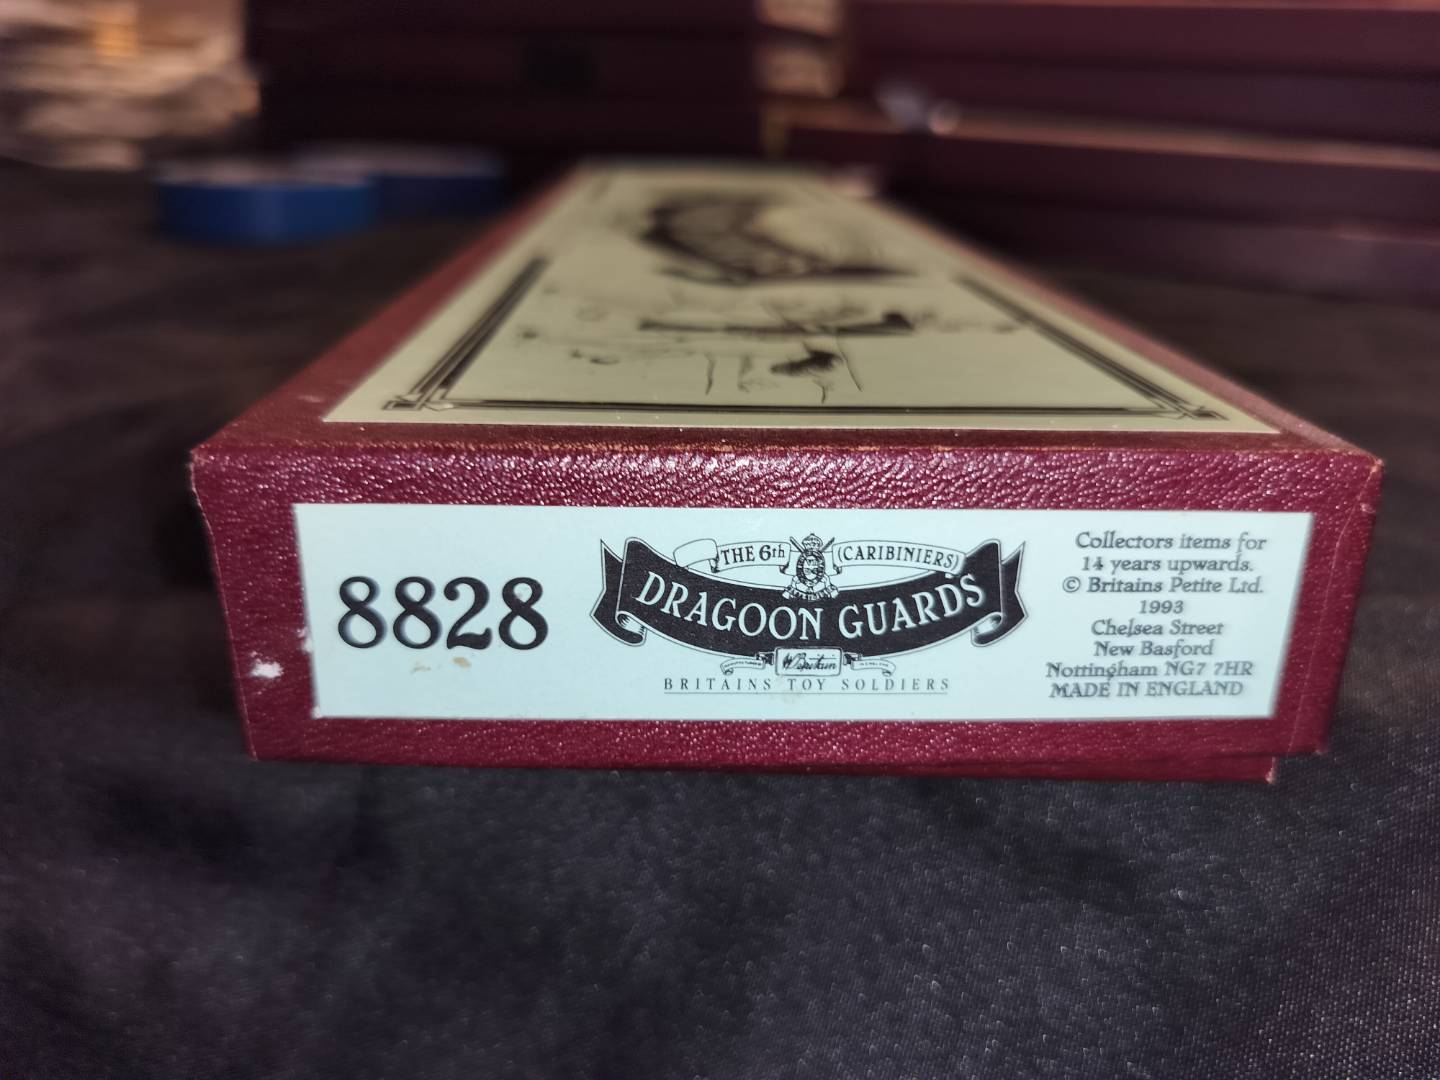 8828
THE 6th (CARIBINIERS)
DRAGOON GUARDS
W. Britain
BRITAINS TOY SOLDIERS
Collectors items for
14 years upwards.
© Britains Petite Ltd.
1993
Chelsea Street
New Basford
Nottingham NG7 7HR
MADE IN ENGLAND